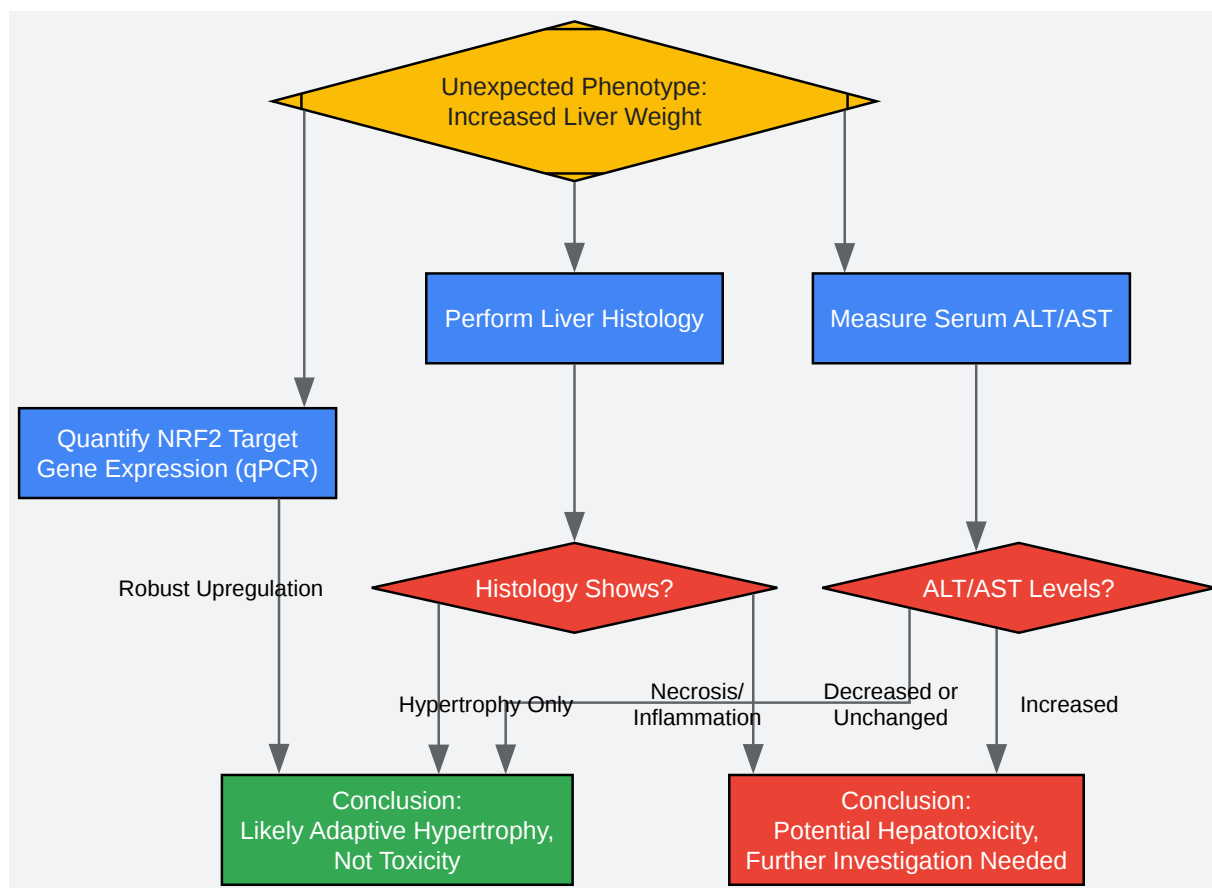 Unexpected Phenotype:
Increased Liver Weight
Perform Liver Histology
Measure Serum ALT/AST
Quantify NRF2 Target
Gene Expression (qPCR)
Robust Upregulation
Histology Shows?
ALT/AST Levels?
Hypertrophy Only
Necrosis/
Inflammation
Decreased or
Unchanged
Increased
Conclusion:
Likely Adaptive Hypertrophy,
Not Toxicity
Conclusion:
Potential Hepatotoxicity,
Further Investigation Needed